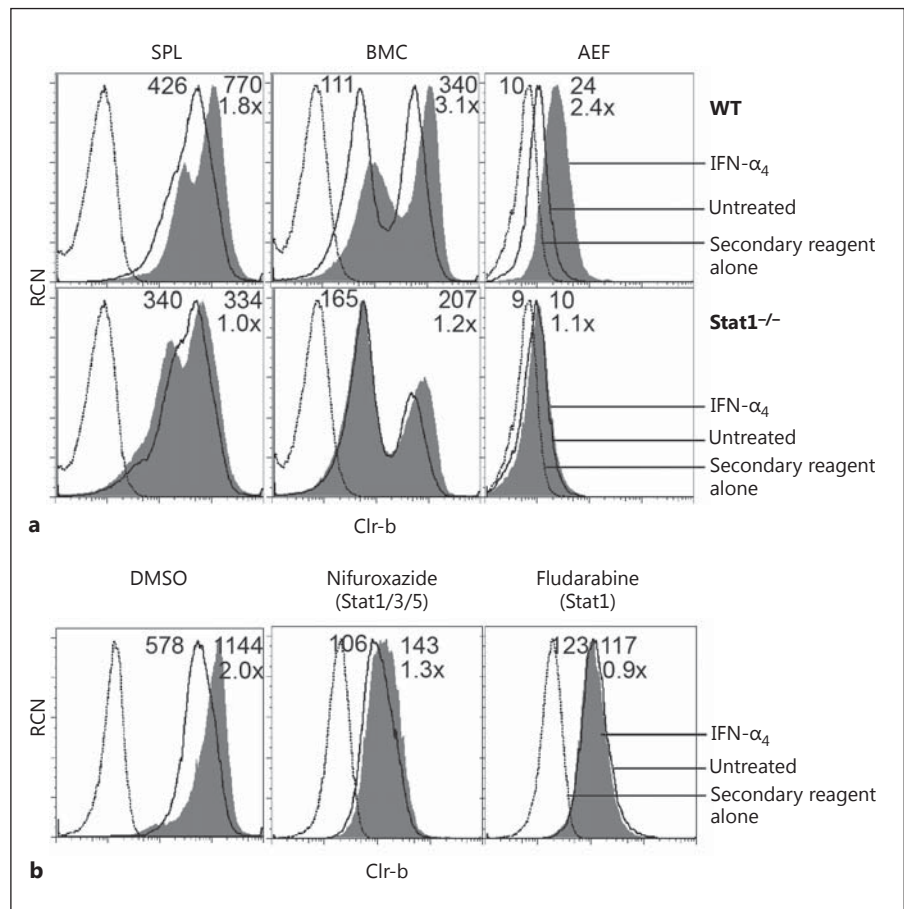 SPL BMC AEF
426 770
1.8x
111 340
3.1x
10 24
2.4x
WT
IFN-α₄
Untreated
Secondary reagent
alone
RCN
340 334
1.0x
165 207
1.2x
9 10
1.1x
Stat1⁻/⁻
IFN-α₄
Untreated
Secondary reagent
alone
a
Clr-b
DMSO
Nifuroxazide
(Stat1/3/5)
Fludarabine
(Stat1)
578 1144
2.0x
106 143
1.3x
123 117
0.9x
RCN
IFN-α₄
Untreated
Secondary reagent
alone
b
Clr-b